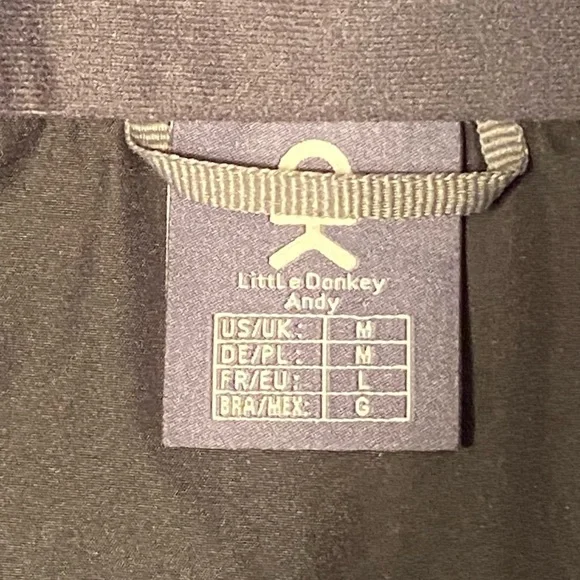 Little Donkey
Andy
US/UK: M
DE/PL: M
FR/EU: L
BRA/MEX: G